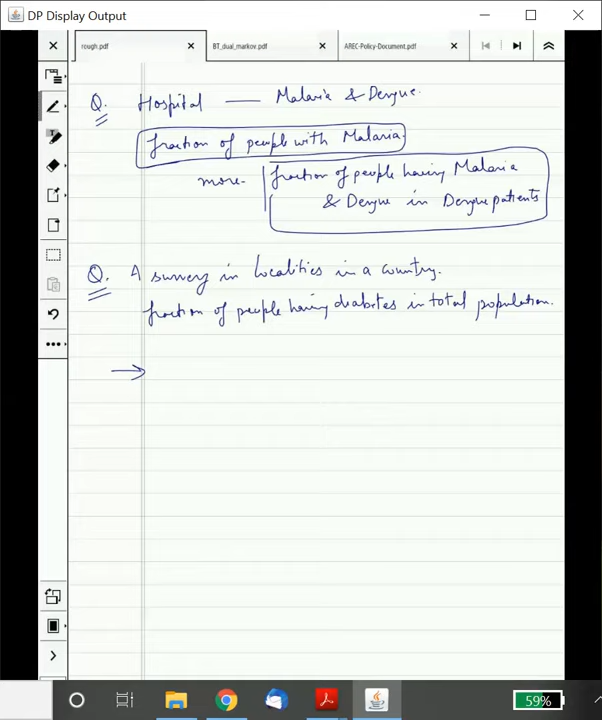 DP Display Output
rough.pdf
BT_dual_markov.pdf
AREC-Policy-Document.pdf
Q. Hospital — Malaria & Dengue.
fraction of people with Malaria.
more. fraction of people having Malaria
& Dengue in Dengue patients
Q. A survey in localities in a country.
fraction of people having diabetes in total population.
→
59%